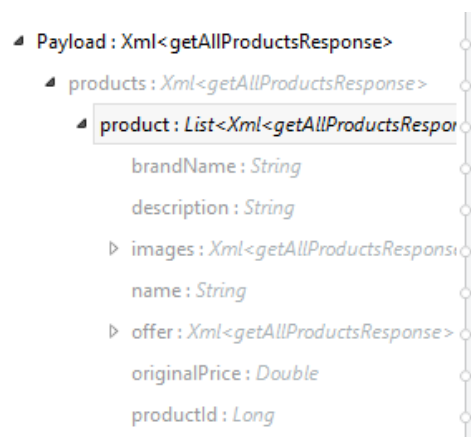 Payload : Xml<getAllProductsResponse>
products : Xml<getAllProductsResponse>
product : List<Xml<getAllProductsRespor
brandName : String
description : String
images : Xml<getAllProductsResponse
name : String
offer : Xml<getAllProductsResponse>
originalPrice : Double
productId : Long